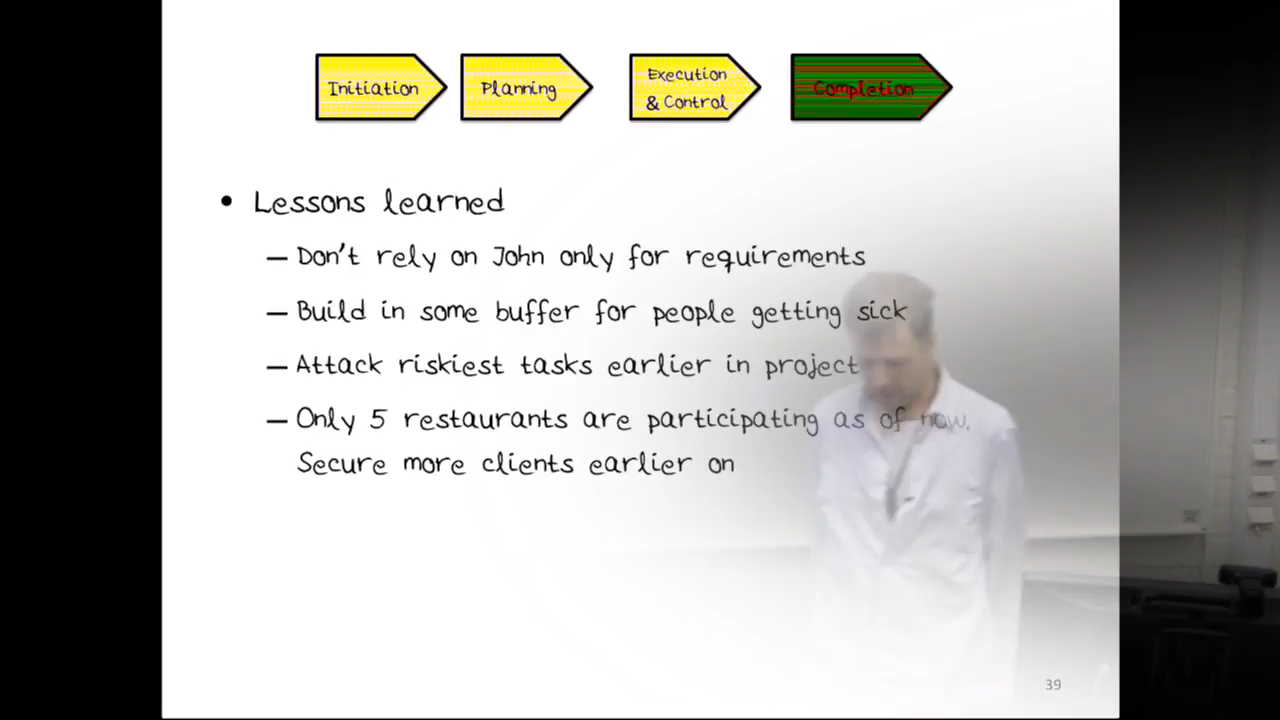 Initiation
Planning
Execution
& Control
Completion
• Lessons learned
– Don't rely on John only for requirements
– Build in some buffer for people getting sick
– Attack riskiest tasks earlier in project
– Only 5 restaurants are participating as of now.
Secure more clients earlier on
39